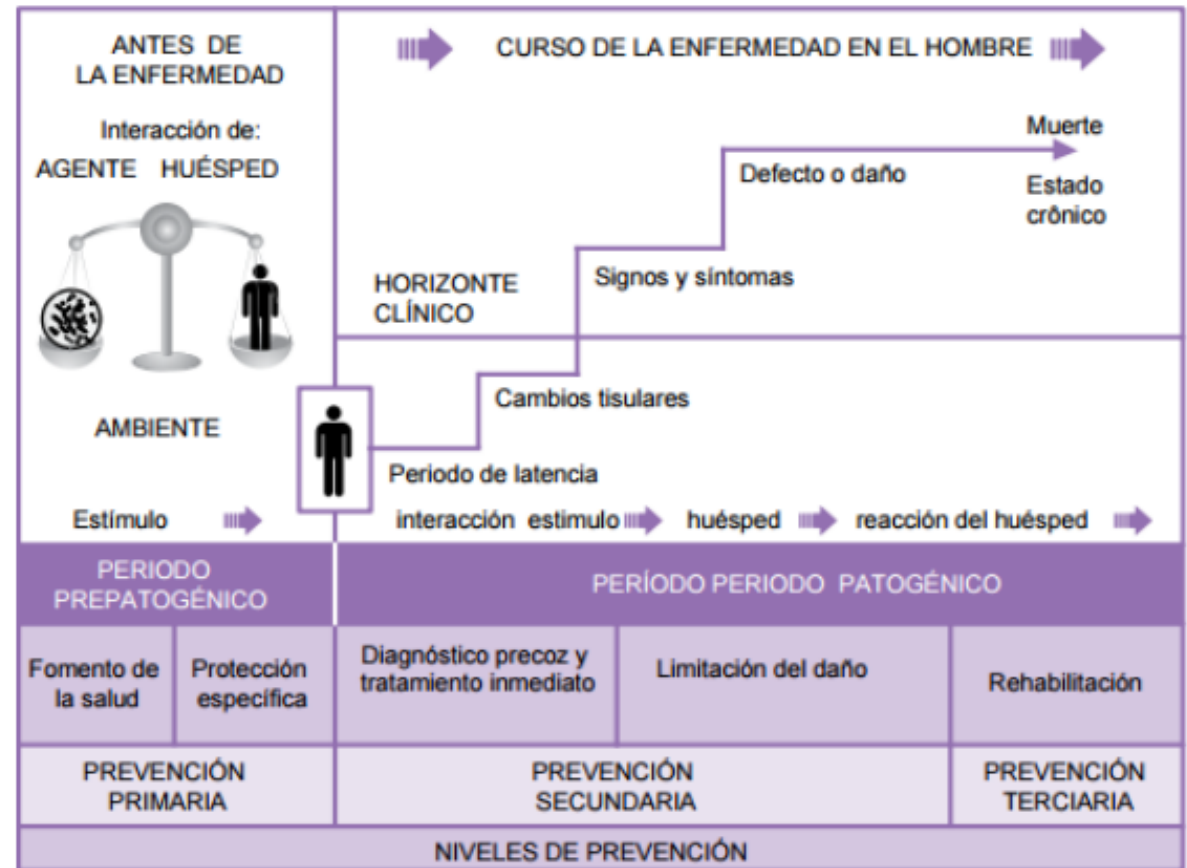 ANTES DE
LA ENFERMEDAD
Interacción de:
AGENTE HUÉSPED
AMBIENTE
Estímulo
CURSO DE LA ENFERMEDAD EN EL HOMBRE
Muerte
Defecto o daño
Estado
crônico
Signos y síntomas
HORIZONTE
CLÍNICO
Cambios tisulares
Periodo de latencia
interacción estimulo huésped reacción del huésped
PERIODO
PREPATOGÉNICO
PERÍODO PERIODO PATOGÉNICO
Fomento de
la salud
Protección
específica
Diagnóstico precoz y
tratamiento inmediato
Limitación del daño
Rehabilitación
PREVENCIÓN
PRIMARIA
PREVENCIÓN
SECUNDARIA
PREVENCIÓN
TERCIARIA
NIVELES DE PREVENCIÓN